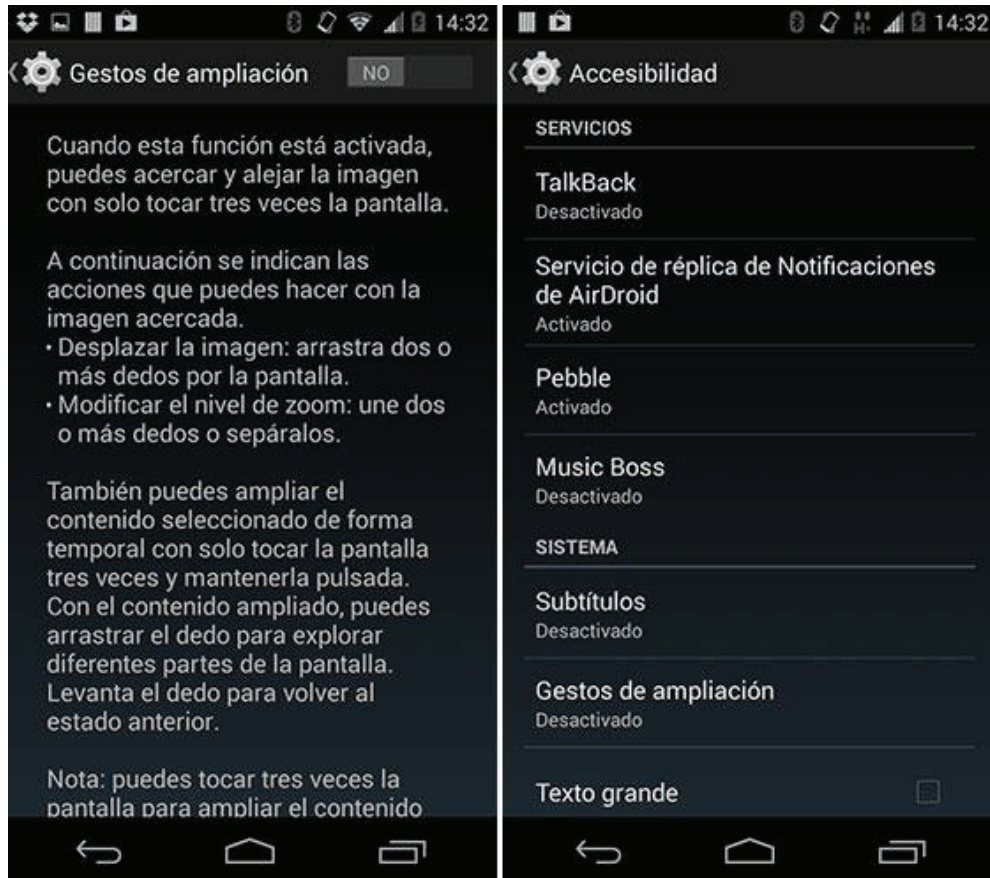 14:32
Gestos de ampliación
NO
Cuando esta función está activada,
puedes acercar y alejar la imagen
con solo tocar tres veces la pantalla.
A continuación se indican las
acciones que puedes hacer con la
imagen acercada.
• Desplazar la imagen: arrastra dos o
más dedos por la pantalla.
• Modificar el nivel de zoom: une dos
o más dedos o sepáralos.
También puedes ampliar el
contenido seleccionado de forma
temporal con solo tocar la pantalla
tres veces y mantenerla pulsada.
Con el contenido ampliado, puedes
arrastrar el dedo para explorar
diferentes partes de la pantalla.
Levanta el dedo para volver al
estado anterior.
Nota: puedes tocar tres veces la
pantalla para ampliar el contenido
14:32
Accesibilidad
SERVICIOS
TalkBack
Desactivado
Servicio de réplica de Notificaciones
de AirDroid
Activado
Pebble
Activado
Music Boss
Desactivado
SISTEMA
Subtítulos
Desactivado
Gestos de ampliación
Desactivado
Texto grande